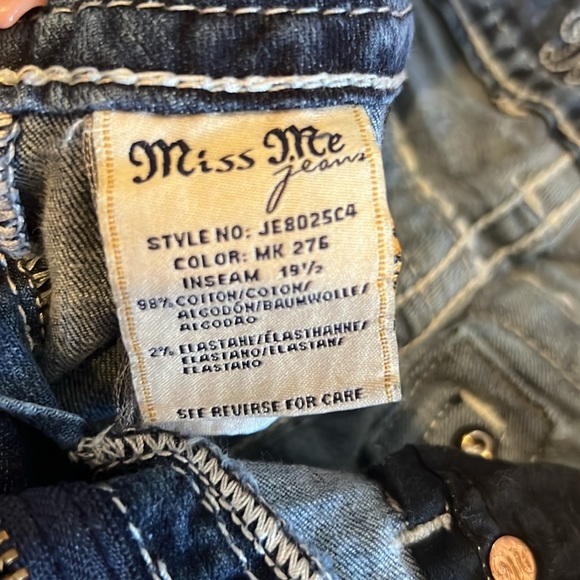 Miss Me
jeans
STYLE NO: JE8025C4
COLOR: MK 276
INSEAM 19½
98% COTTON/COTON/
ALGODÓN/BAUMWOLLE/
ALGODÃO
2% ELASTANE/ÉLASTHANNE/
ELASTANO/ELASTAN/
ELASTANO
SEE REVERSE FOR CARE